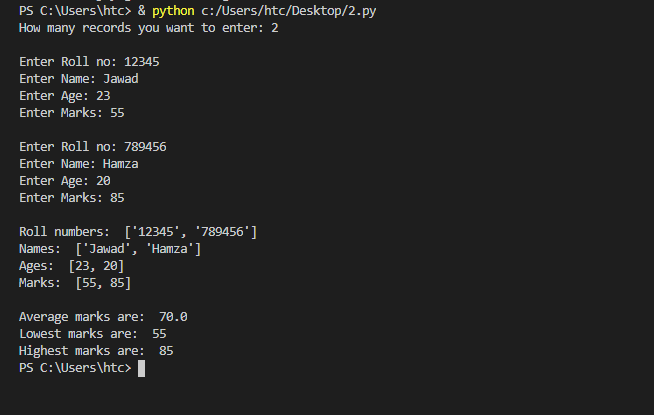 PS C:\Users\htc> & python c:/Users/htc/Desktop/2.py
How many records you want to enter: 2
Enter Roll no: 12345
Enter Name: Jawad
Enter Age: 23
Enter Marks: 55
Enter Roll no: 789456
Enter Name: Hamza
Enter Age: 20
Enter Marks: 85
Roll numbers:  ['12345', '789456']
Names:  ['Jawad', 'Hamza']
Ages:  [23, 20]
Marks:  [55, 85]
Average marks are:  70.0
Lowest marks are:  55
Highest marks are:  85
PS C:\Users\htc>